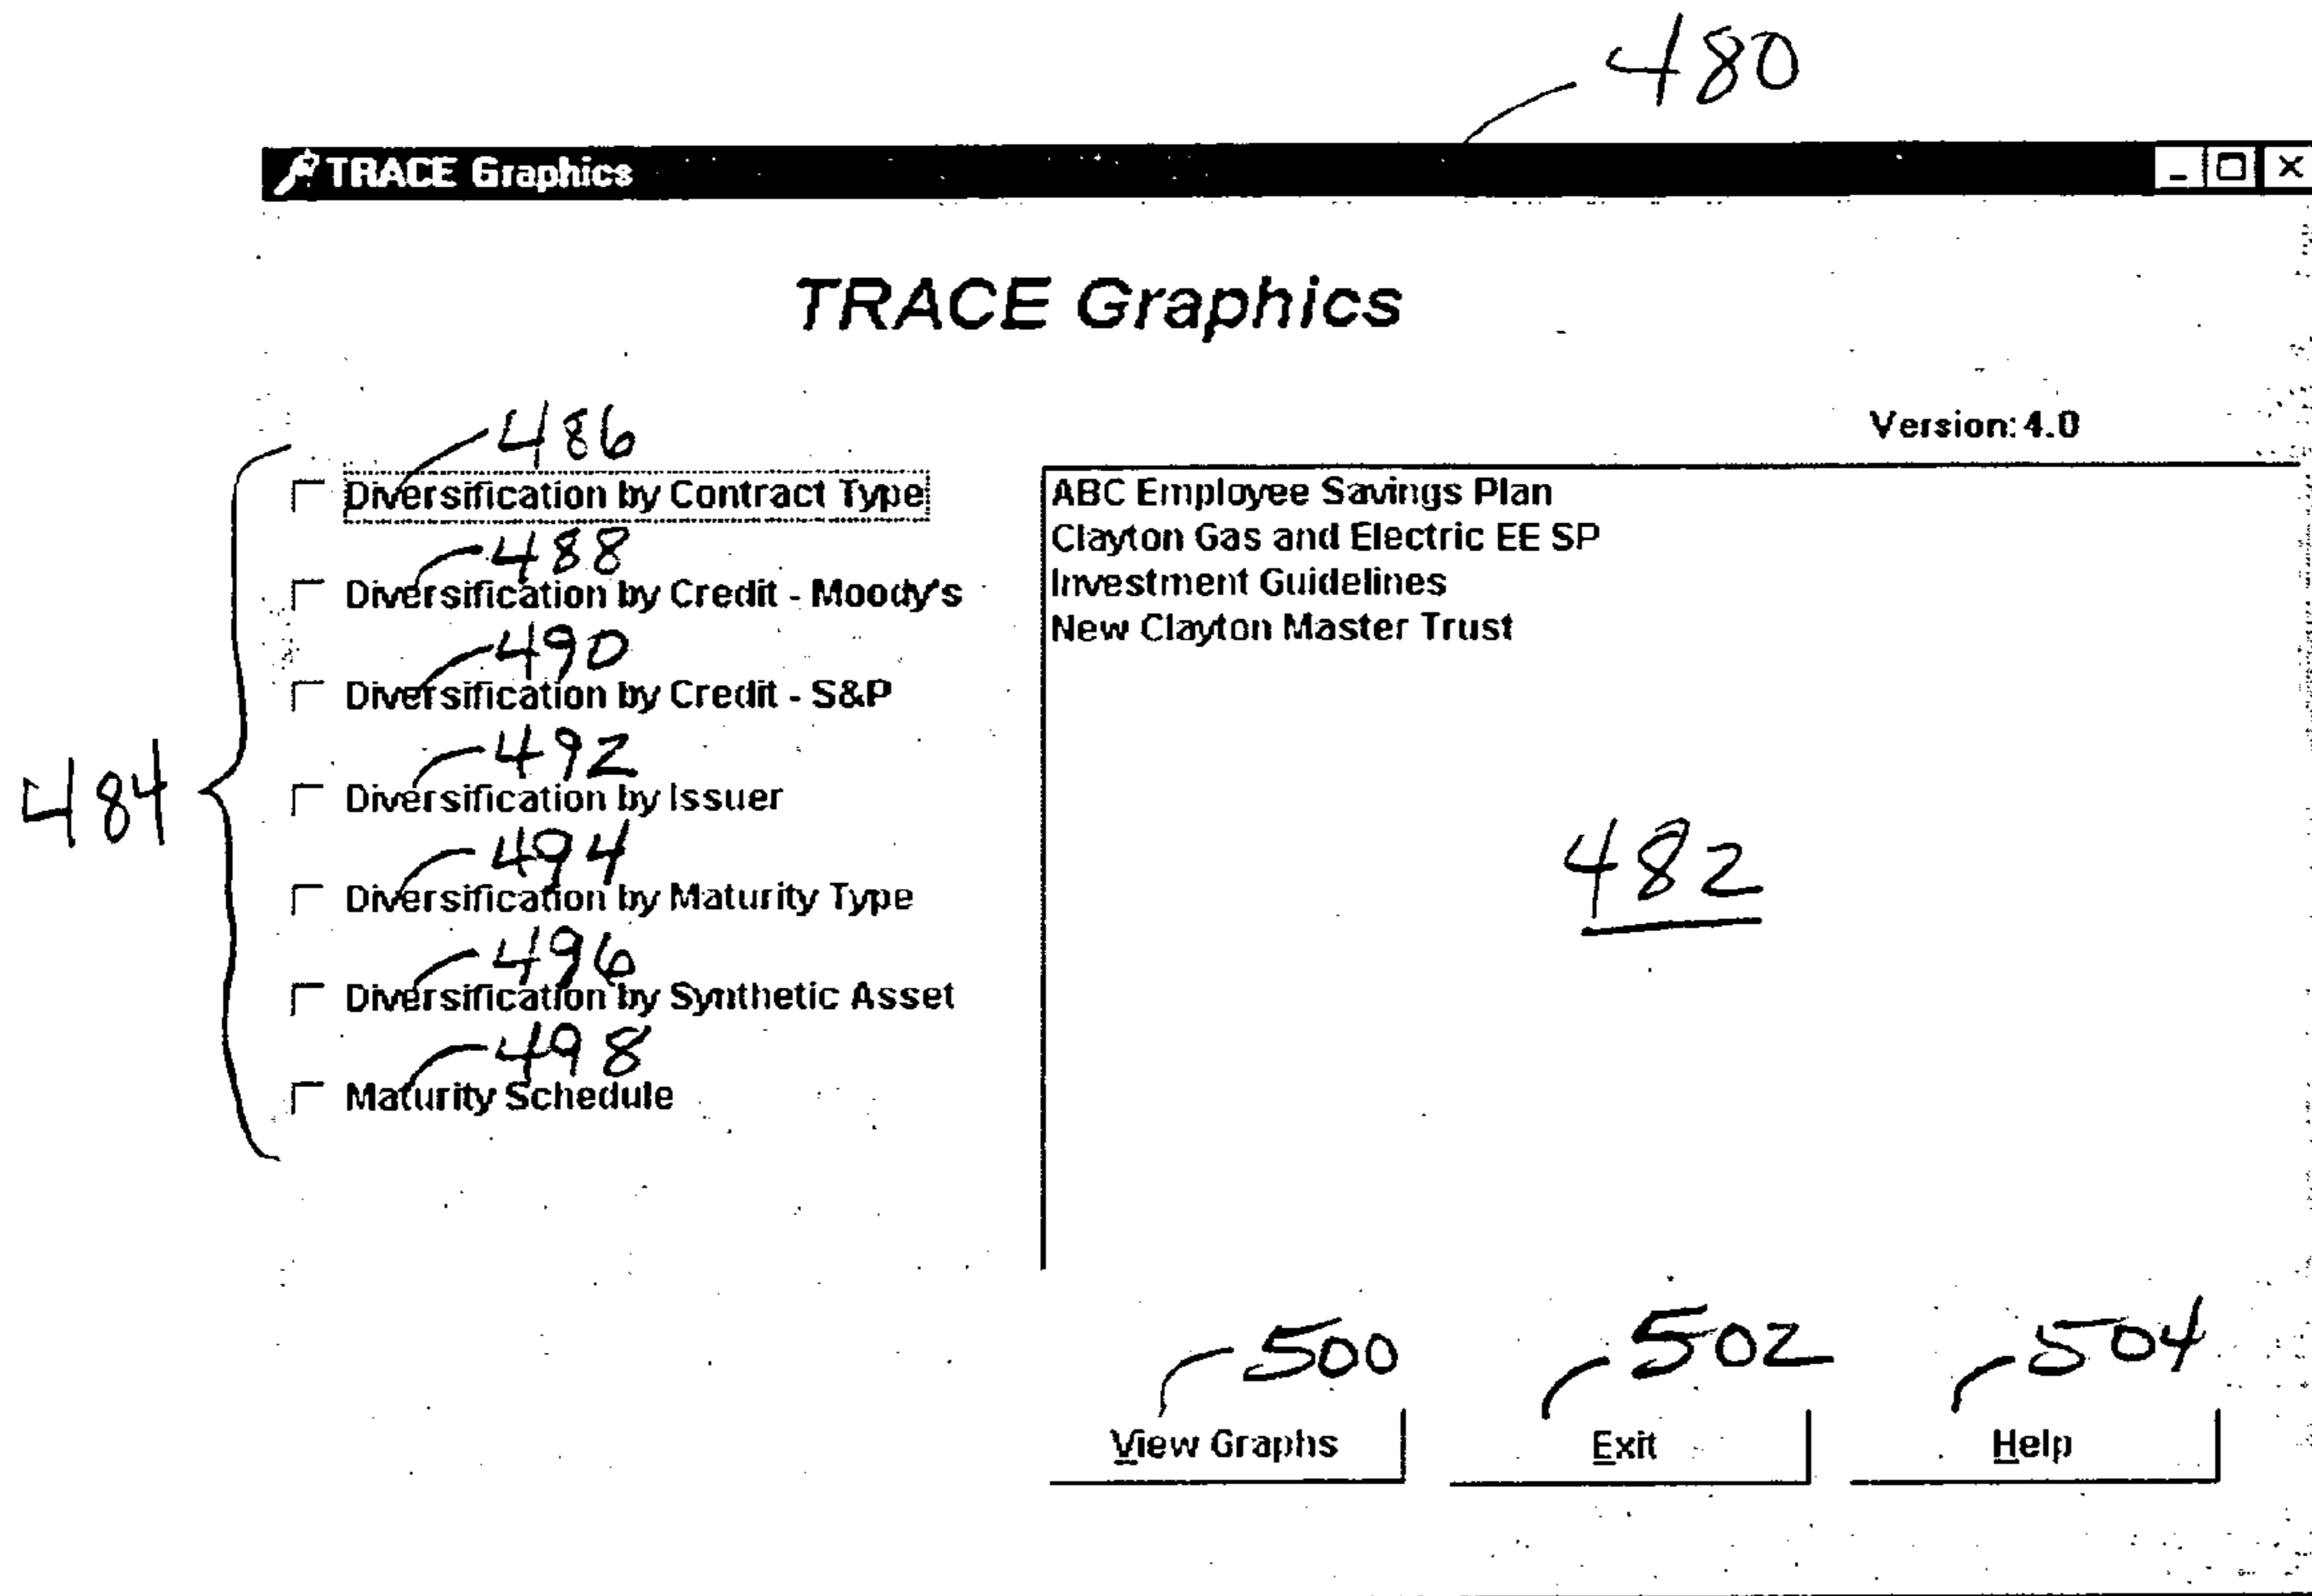 480
TRACE Graphics
TRACE Graphics
Version: 4.0
486
Diversification by Contract Type
488
Diversification by Credit - Moody's
490
Diversification by Credit - S&P
492
Diversification by Issuer
494
Diversification by Maturity Type
496
Diversification by Synthetic Asset
498
Maturity Schedule
484
ABC Employee Savings Plan
Clayton Gas and Electric EE SP
Investment Guidelines
New Clayton Master Trust
482
500
502
504
View Graphs
Exit
Help